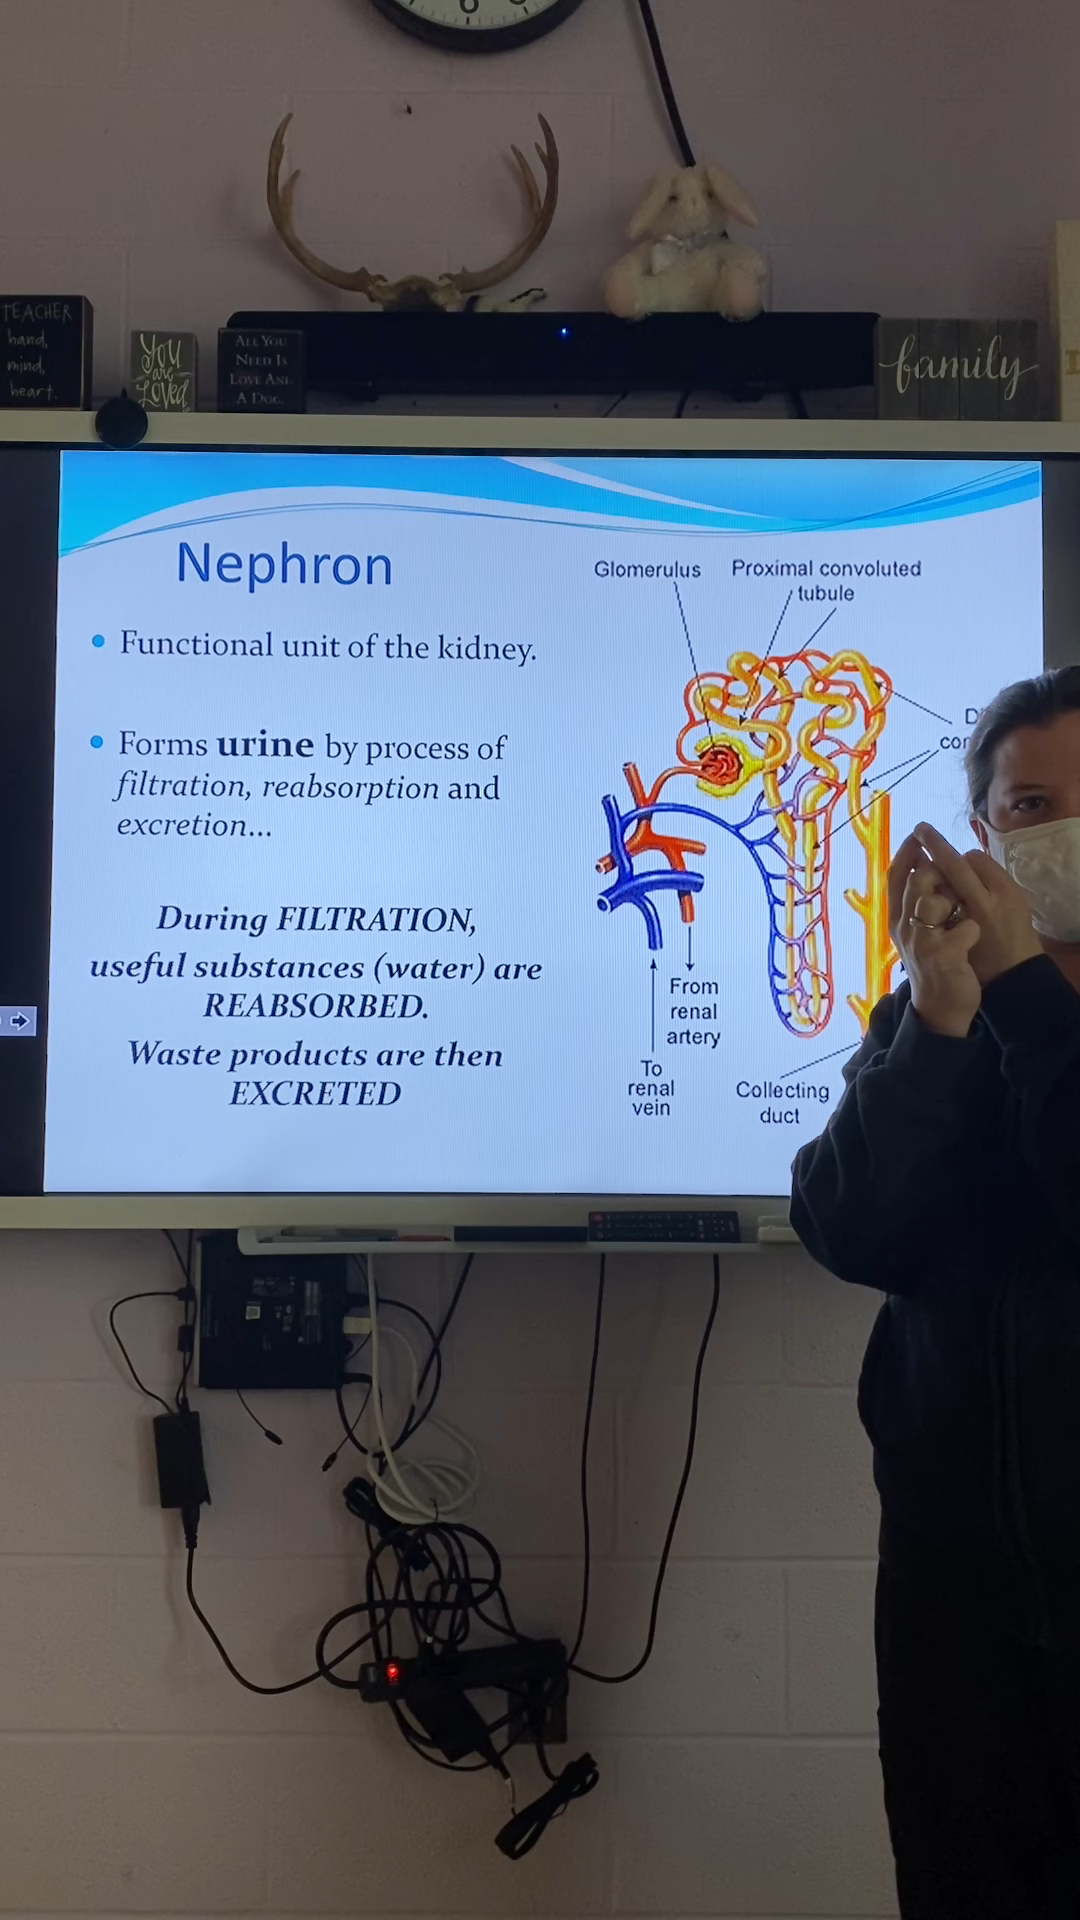 TEACHER
hand,
mind,
heart.
You
are
Loved
ALL YOU
NEED IS
LOVE AND
A DOG.
family
Nephron
• Functional unit of the kidney.
• Forms urine by process of
filtration, reabsorption and
excretion...
During FILTRATION,
useful substances (water) are
REABSORBED.
Waste products are then
EXCRETED
Glomerulus
Proximal convoluted
tubule
D
con
From
renal
artery
To
renal
vein
Collecting
duct